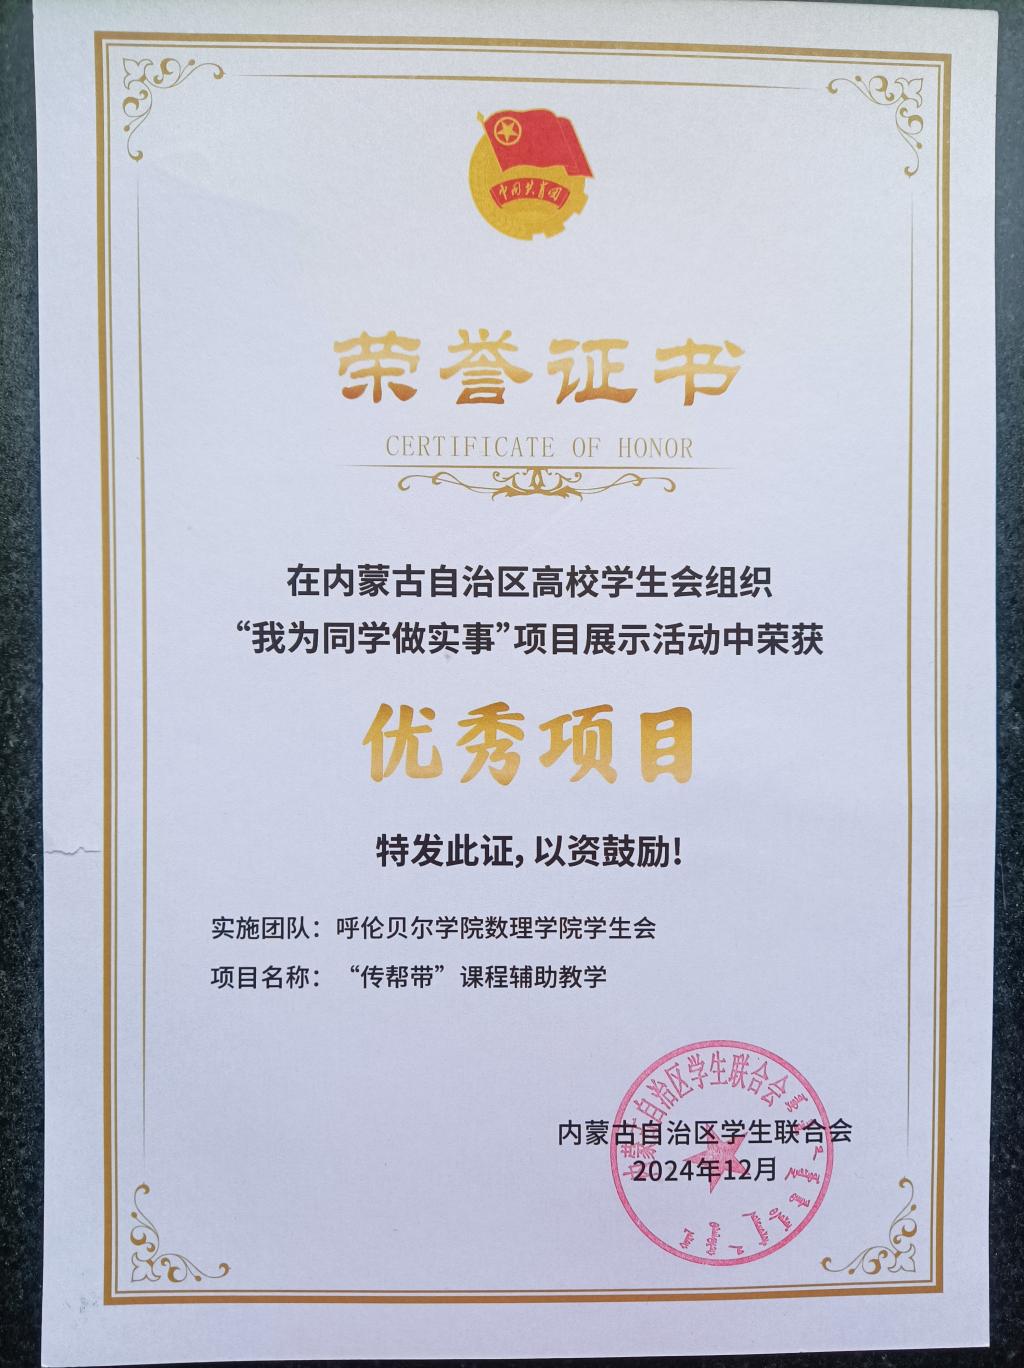 中国共青团
荣誉证书
CERTIFICATE OF HONOR
在内蒙古自治区高校学生会组织
“我为同学做实事”项目展示活动中荣获
优秀项目
特发此证，以资鼓励！
实施团队：呼伦贝尔学院数理学院学生会
项目名称：“传帮带”课程辅助教学
内蒙古自治区学生联合会
2024年12月
内蒙古自治区学生联合会